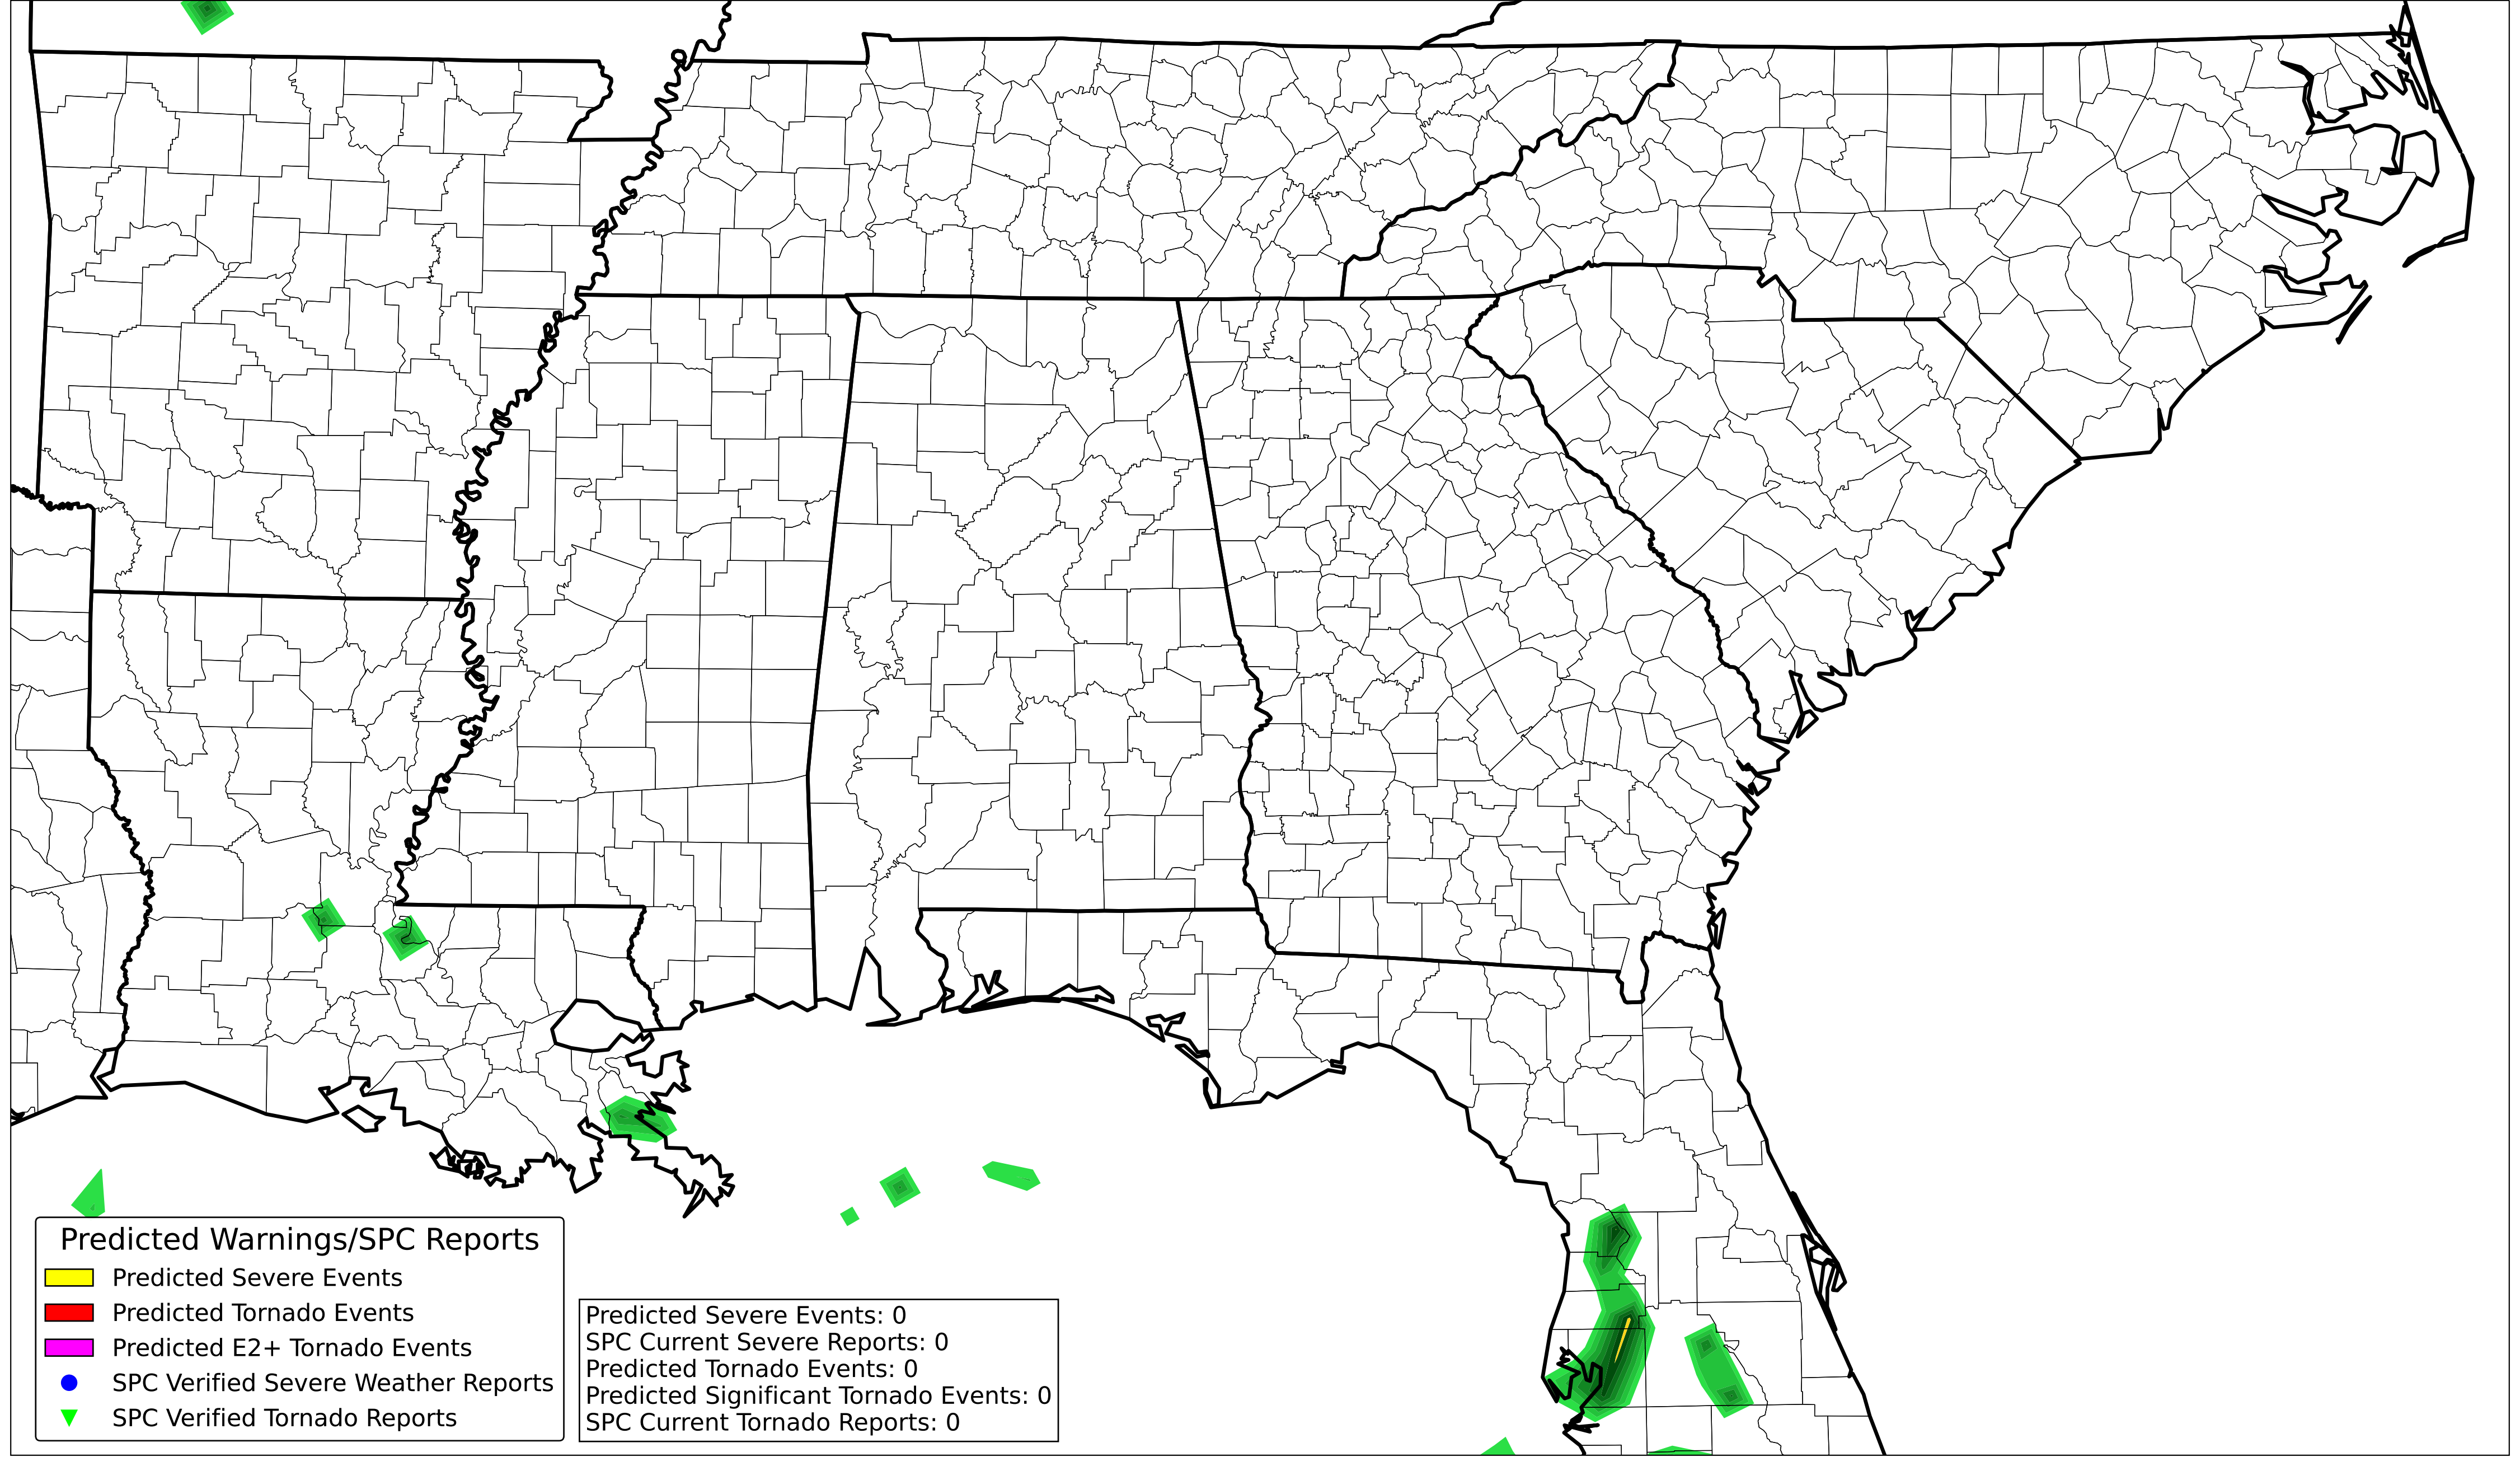 Predicted Warnings/SPC Reports
Predicted Severe Events
Predicted Tornado Events
Predicted E2+ Tornado Events
SPC Verified Severe Weather Reports
SPC Verified Tornado Reports
Predicted Severe Events: 0
SPC Current Severe Reports: 0
Predicted Tornado Events: 0
Predicted Significant Tornado Events: 0
SPC Current Tornado Reports: 0